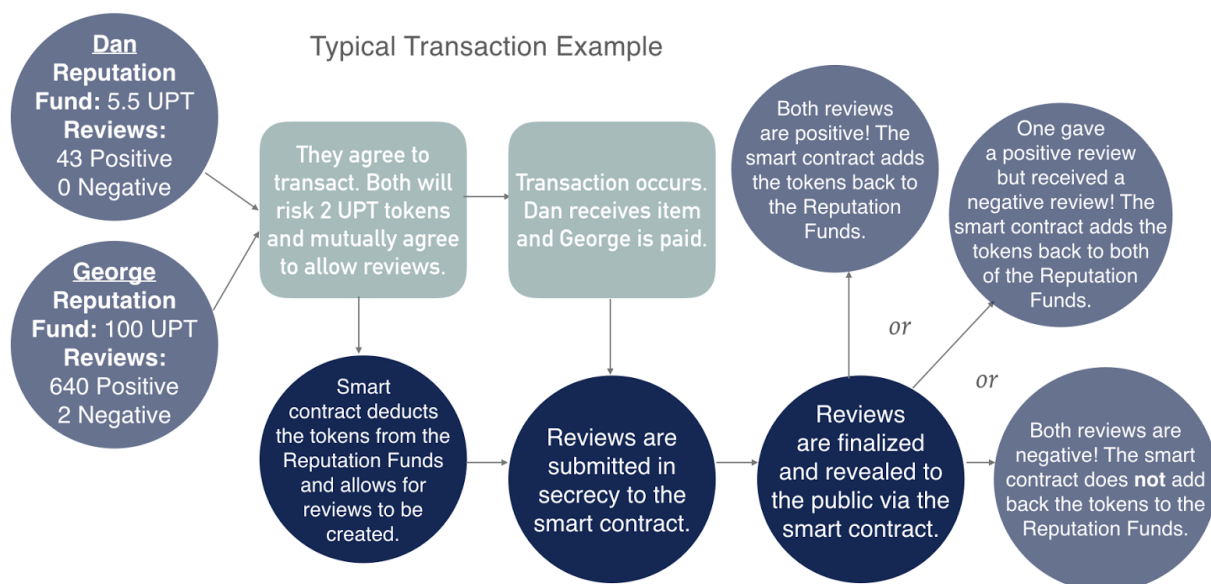 Typical Transaction Example
Dan
Reputation
Fund: 5.5 UPT
Reviews:
43 Positive
0 Negative
George
Reputation
Fund: 100 UPT
Reviews:
640 Positive
2 Negative
They agree to
transact. Both will
risk 2 UPT tokens
and mutually agree
to allow reviews.
Transaction occurs.
Dan receives item
and George is paid.
Smart
contract deducts
the tokens from the
Reputation Funds
and allows for
reviews to be
created.
Reviews are
submitted in
secrecy to the
smart contract.
Reviews
are finalized
and revealed to
the public via the
smart contract.
Both reviews
are positive! The
smart contract adds
the tokens back to
the Reputation
Funds.
or
One gave
a positive review
but received a
negative review! The
smart contract adds the
tokens back to both
of the Reputation
Funds.
or
Both reviews are
negative! The smart
contract does not add
back the tokens to the
Reputation Funds.